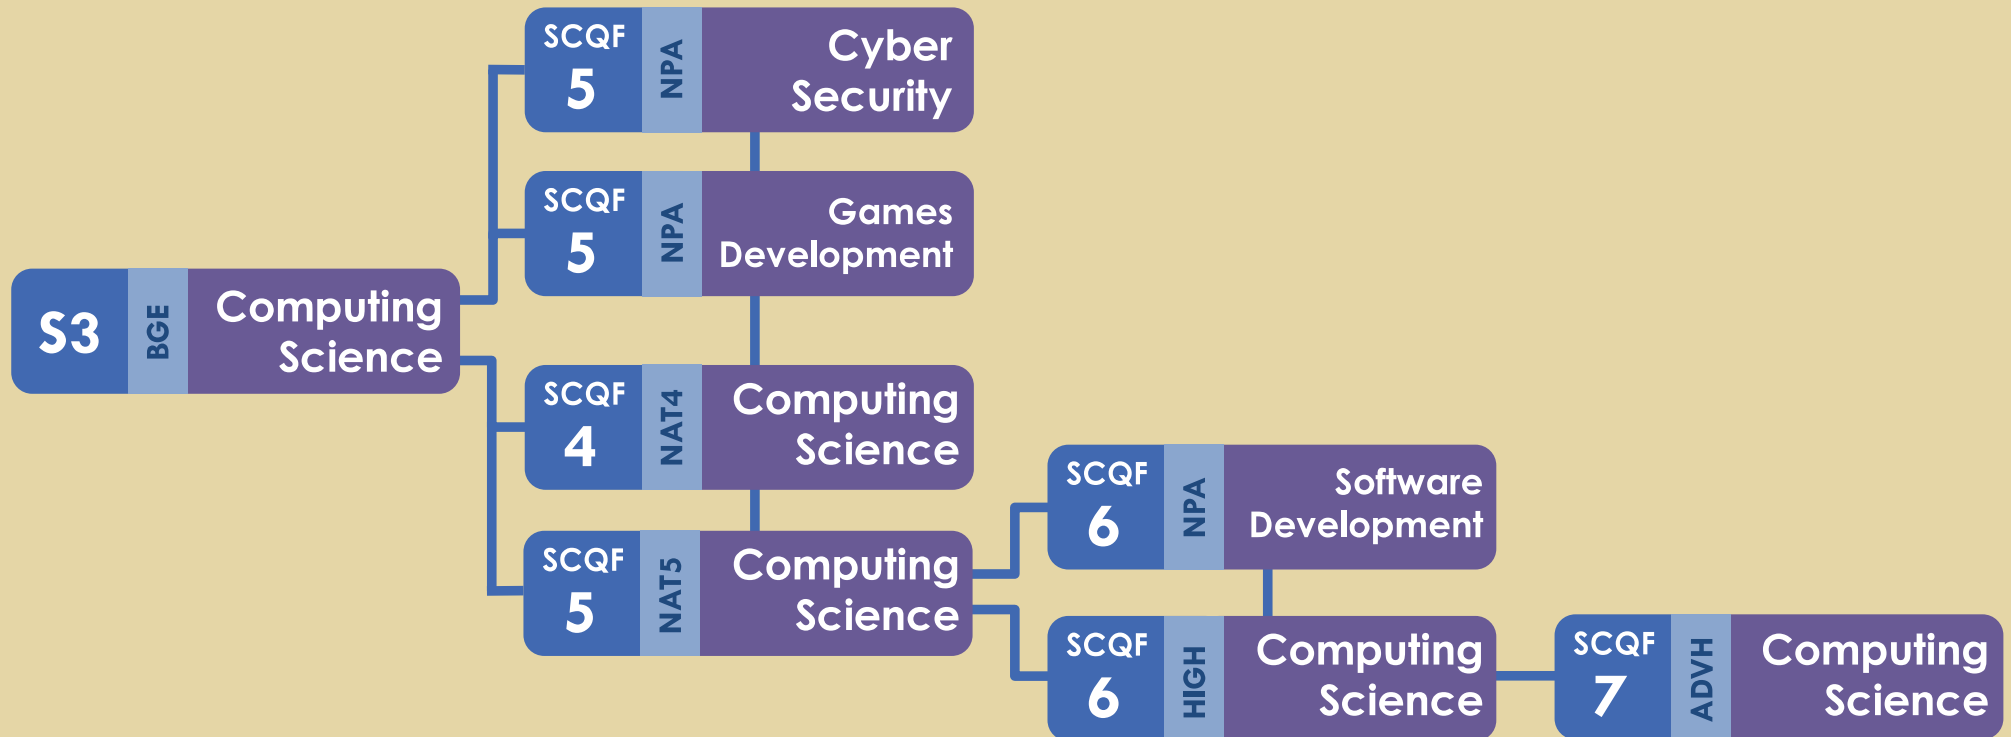 SCQF
5
NPA
Cyber
Security
SCQF
5
NPA
Games
Development
S3
BGE
Computing
Science
SCQF
4
NAT4
Computing
Science
SCQF
5
NAT5
Computing
Science
SCQF
6
NPA
Software
Development
SCQF
6
HIGH
Computing
Science
SCQF
7
ADVH
Computing
Science